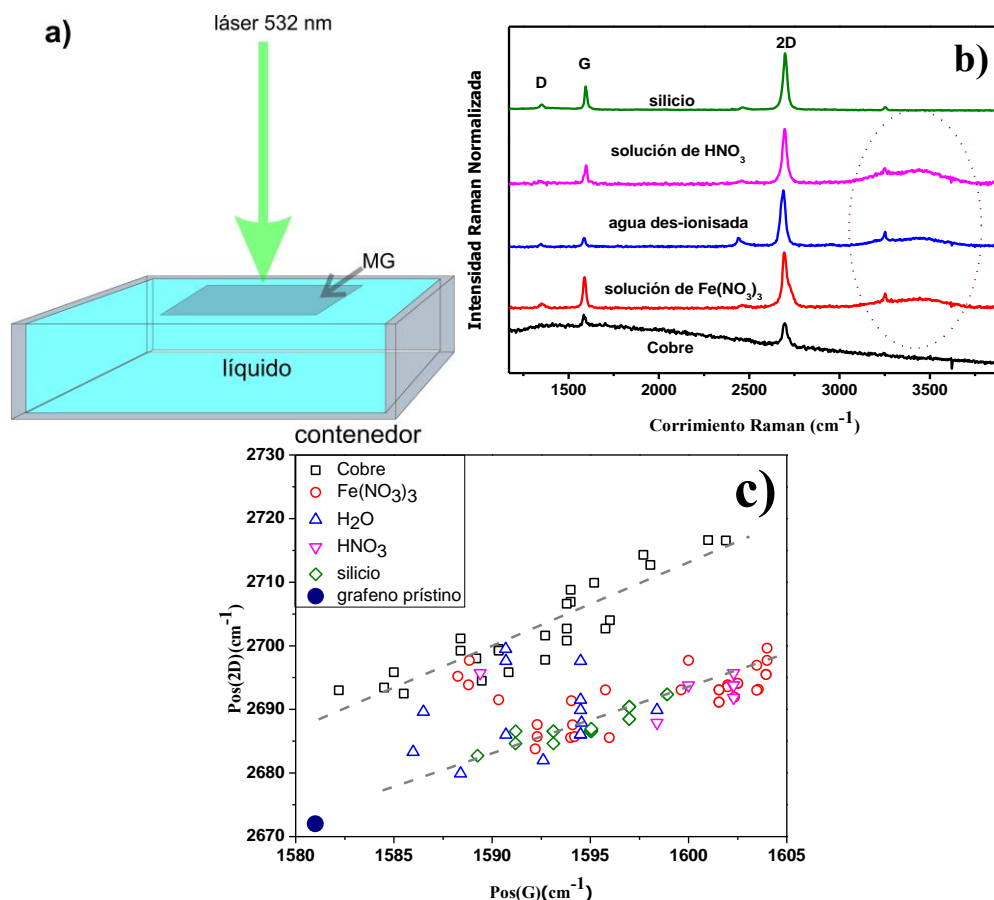 a)
láser 532 nm
MG
líquido
contenedor
b)
2D
G
D
silicio
solución de HNO3
agua des-ionisada
solución de Fe(NO3)3
Cobre
Intensidad Raman Normalizada
1500 2000 2500 3000 3500
Corrimiento Raman (cm-1)
c)
Cobre
Fe(NO3)3
H2O
HNO3
silicio
grafeno prístino
2730
2720
2710
2700
2690
2680
2670
Pos(2D)(cm-1)
1580 1585 1590 1595 1600 1605
Pos(G)(cm-1)